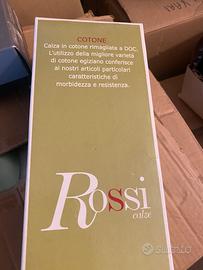 COTONE
Calza in cotone rimagliata a DOC.
L'utilizzo della migliore varietà
di cotone egiziano conferisce
ai nostri articoli particolari
caratteristiche di
morbidezza e resistenza.
Rossi
calze
subito